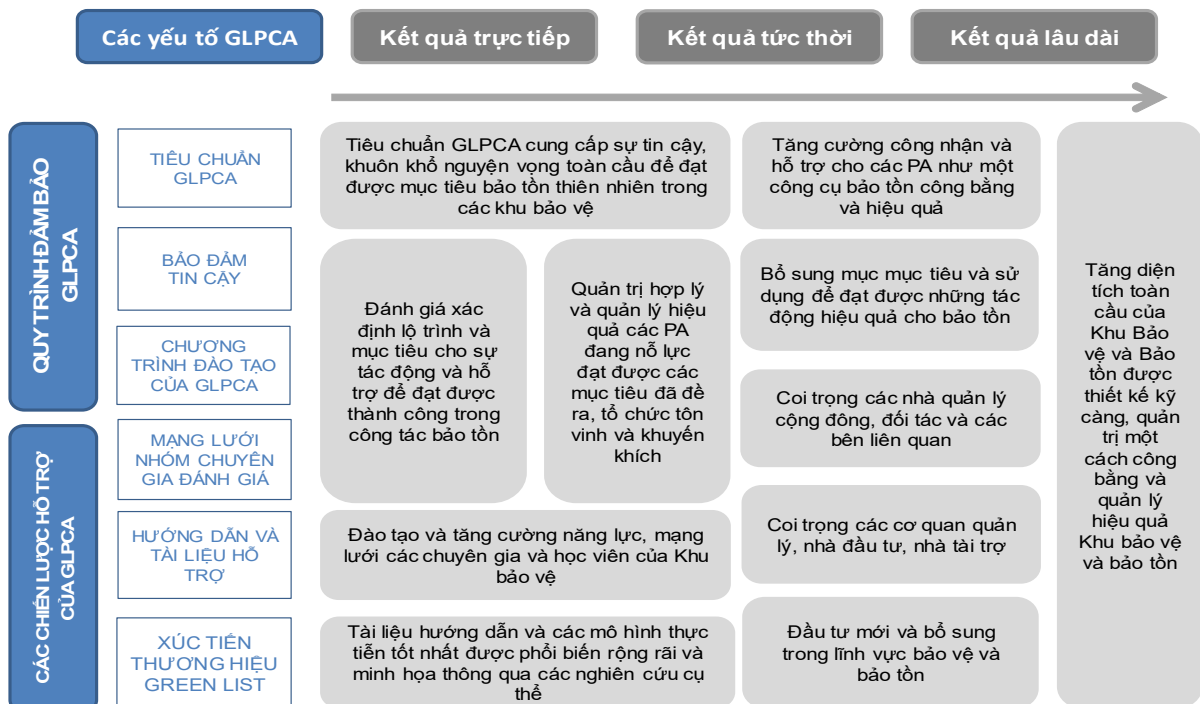 Các yếu tố GLPCA
Kết quả trực tiếp
Kết quả tức thời
Kết quả lâu dài
QUY TRÌNH ĐẢM BẢO
GLPCA
TIÊU CHUẨN
GLPCA
BẢO ĐẢM
TIN CẬY
CHƯƠNG
TRÌNH ĐÀO TẠO
CỦA GLPCA
CÁC CHIẾN LƯỢC HỖ TRỢ
CỦA GLPCA
MẠNG LƯỚI
NHÓM CHUYÊN
GIA ĐÁNH GIÁ
HƯỚNG DẪN VÀ
TÀI LIỆU HỖ
TRỢ
XÚC TIẾN
THƯƠNG HIỆU
GREEN LIST
Tiêu chuẩn GLPCA cung cấp sự tin cậy,
khuôn khổ nguyện vọng toàn cầu để đạt
được mục tiêu bảo tồn thiên nhiên trong
các khu bảo vệ
Đánh giá xác
định lộ trình và
mục tiêu cho sự
tác động và hỗ
trợ để đạt được
thành công trong
công tác bảo tồn
Quản trị hợp lý
và quản lý hiệu
quả các PA
đang nỗ lực
đạt được các
mục tiêu đã đề
ra, tổ chức tôn
vinh và khuyến
khích
Đào tạo và tăng cường năng lực, mạng
lưới các chuyên gia và học viên của Khu
bảo vệ
Tài liệu hướng dẫn và các mô hình thực
tiễn tốt nhất được phổi biến rộng rãi và
minh họa thông qua các nghiên cứu cụ
thể
Tăng cường công nhận và
hỗ trợ cho các PA như một
công cụ bảo tồn công bằng
và hiệu quả
Bổ sung mục mục tiêu và sử
dụng để đạt được những tác
động hiệu quả cho bảo tồn
Coi trọng các nhà quản lý
cộng đông, đối tác và các
bên liên quan
Coi trọng các cơ quan quản
lý, nhà đầu tư, nhà tài trợ
Đầu tư mới và bổ sung
trong lĩnh vực bảo vệ và
bảo tồn
Tăng diện
tích toàn
cầu của
Khu Bảo
vệ và Bảo
tồn được
thiết kế kỹ
càng, quản
trị một
cách công
bằng và
quản lý
hiệu quả
Khu bảo vệ
và bảo tồn